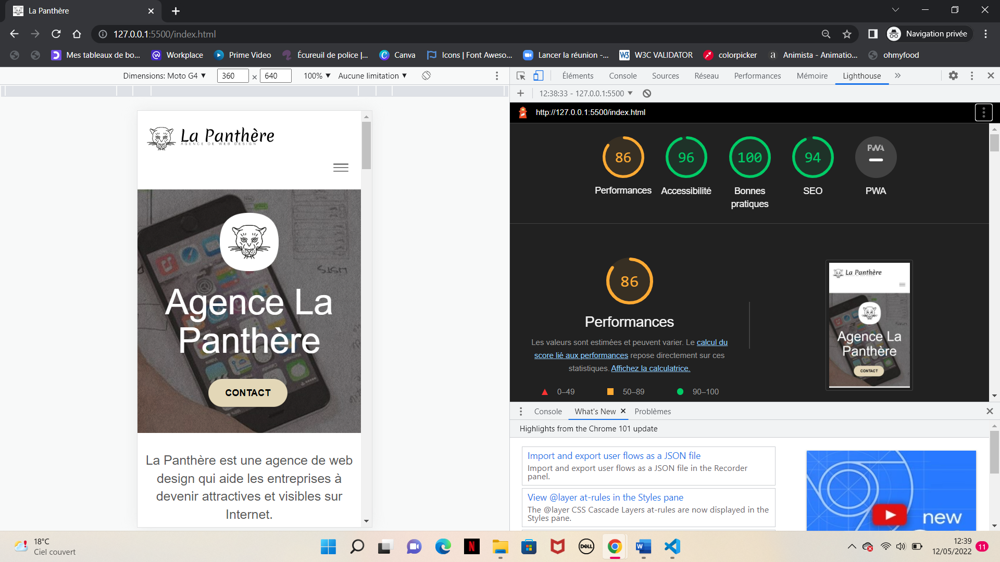 La Panthère
127.0.0.1:5500/index.html
Navigation privée
Mes tableaux de bo...
Workplace
Prime Video
Écureuil de police |...
Canva
Icons | Font Aweso...
Lancer la réunion -...
W3C VALIDATOR
colorpicker
Animista - Animatio...
ohmyfood
Dimensions: Moto G4
360 × 640
100%
Aucune limitation
La Panthère
AGENCE DE WEB DESIGN
Agence La
Panthère
CONTACT
La Panthère est une agence de web
design qui aide les entreprises à
devenir attractives et visibles sur
Internet.
Éléments
Console
Sources
Réseau
Performances
Mémoire
Lighthouse
12:38:33 - 127.0.0.1:5500
http://127.0.0.1:5500/index.html
86
96
100
94
PWA
Performances
Accessibilité
Bonnes
pratiques
SEO
PWA
86
Performances
Les valeurs sont estimées et peuvent varier. Le calcul du
score lié aux performances repose directement sur ces
statistiques. Affichez la calculatrice.
0–49
50–89
90–100
La Panthère
Agence La
Panthère
CONTACT
Console
What's New
Problèmes
Highlights from the Chrome 101 update
Import and export user flows as a JSON file
Import and export user flows as a JSON file in the Recorder
panel.
View @layer at-rules in the Styles pane
The @layer CSS Cascade Layers at-rules are now displayed in the
Styles pane.
new
18°C
Ciel couvert
DELL
12:39
12/05/2022
11